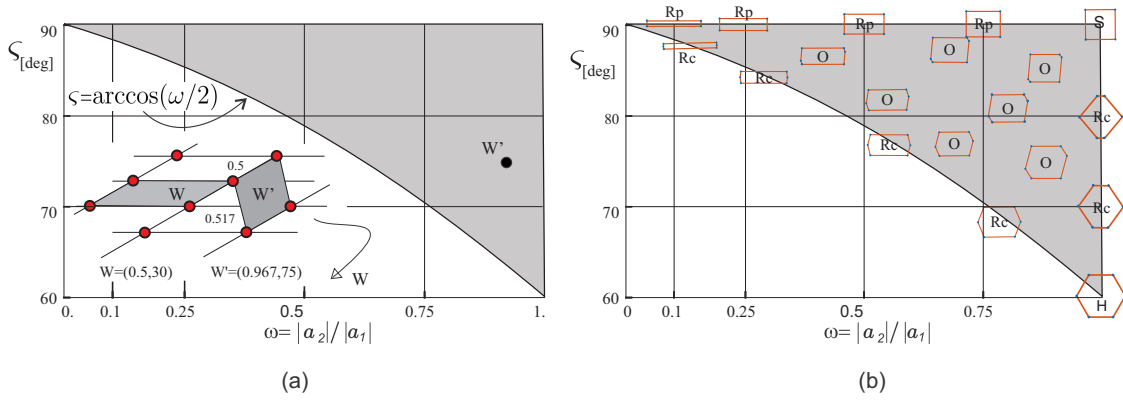 90
ς[deg]
80
70
60
ς=arccos(ω/2)
W'
0.5
W
W'
0.517
W=(0.5,30)
W'=(0.967,75)
W
0.
0.1
0.25
0.5
0.75
1.
ω= |a2|/|a1|
(a)
90
ς[deg]
80
70
60
Rp
Rp
Rp
Rp
S
Rc
O
O
O
Rc
O
O
Rc
Rc
O
O
Rc
Rc
H
0.
0.1
0.25
0.5
0.75
1.
ω= |a2|/|a1|
(b)